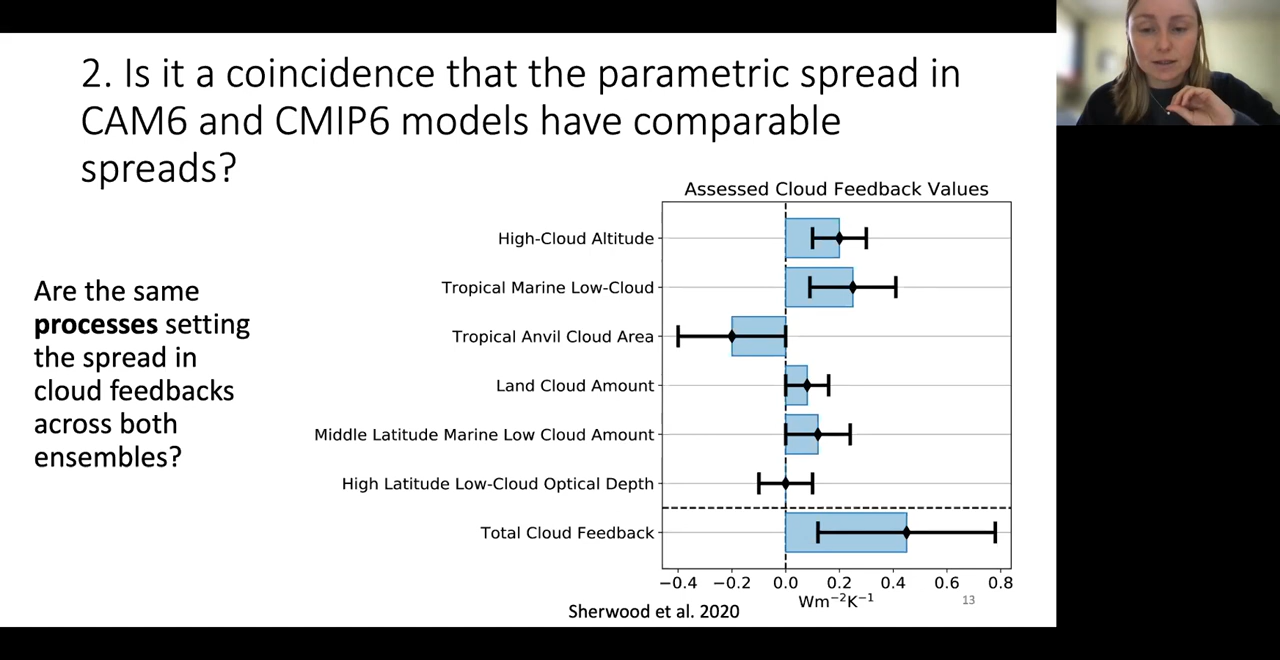 2. Is it a coincidence that the parametric spread in
CAM6 and CMIP6 models have comparable
spreads?
Are the same
processes setting
the spread in
cloud feedbacks
across both
ensembles?
Assessed Cloud Feedback Values
High-Cloud Altitude
Tropical Marine Low-Cloud
Tropical Anvil Cloud Area
Land Cloud Amount
Middle Latitude Marine Low Cloud Amount
High Latitude Low-Cloud Optical Depth
Total Cloud Feedback
−0.4 −0.2 0.0 0.2 0.4 0.6 0.8
Wm⁻²K⁻¹
Sherwood et al. 2020
13